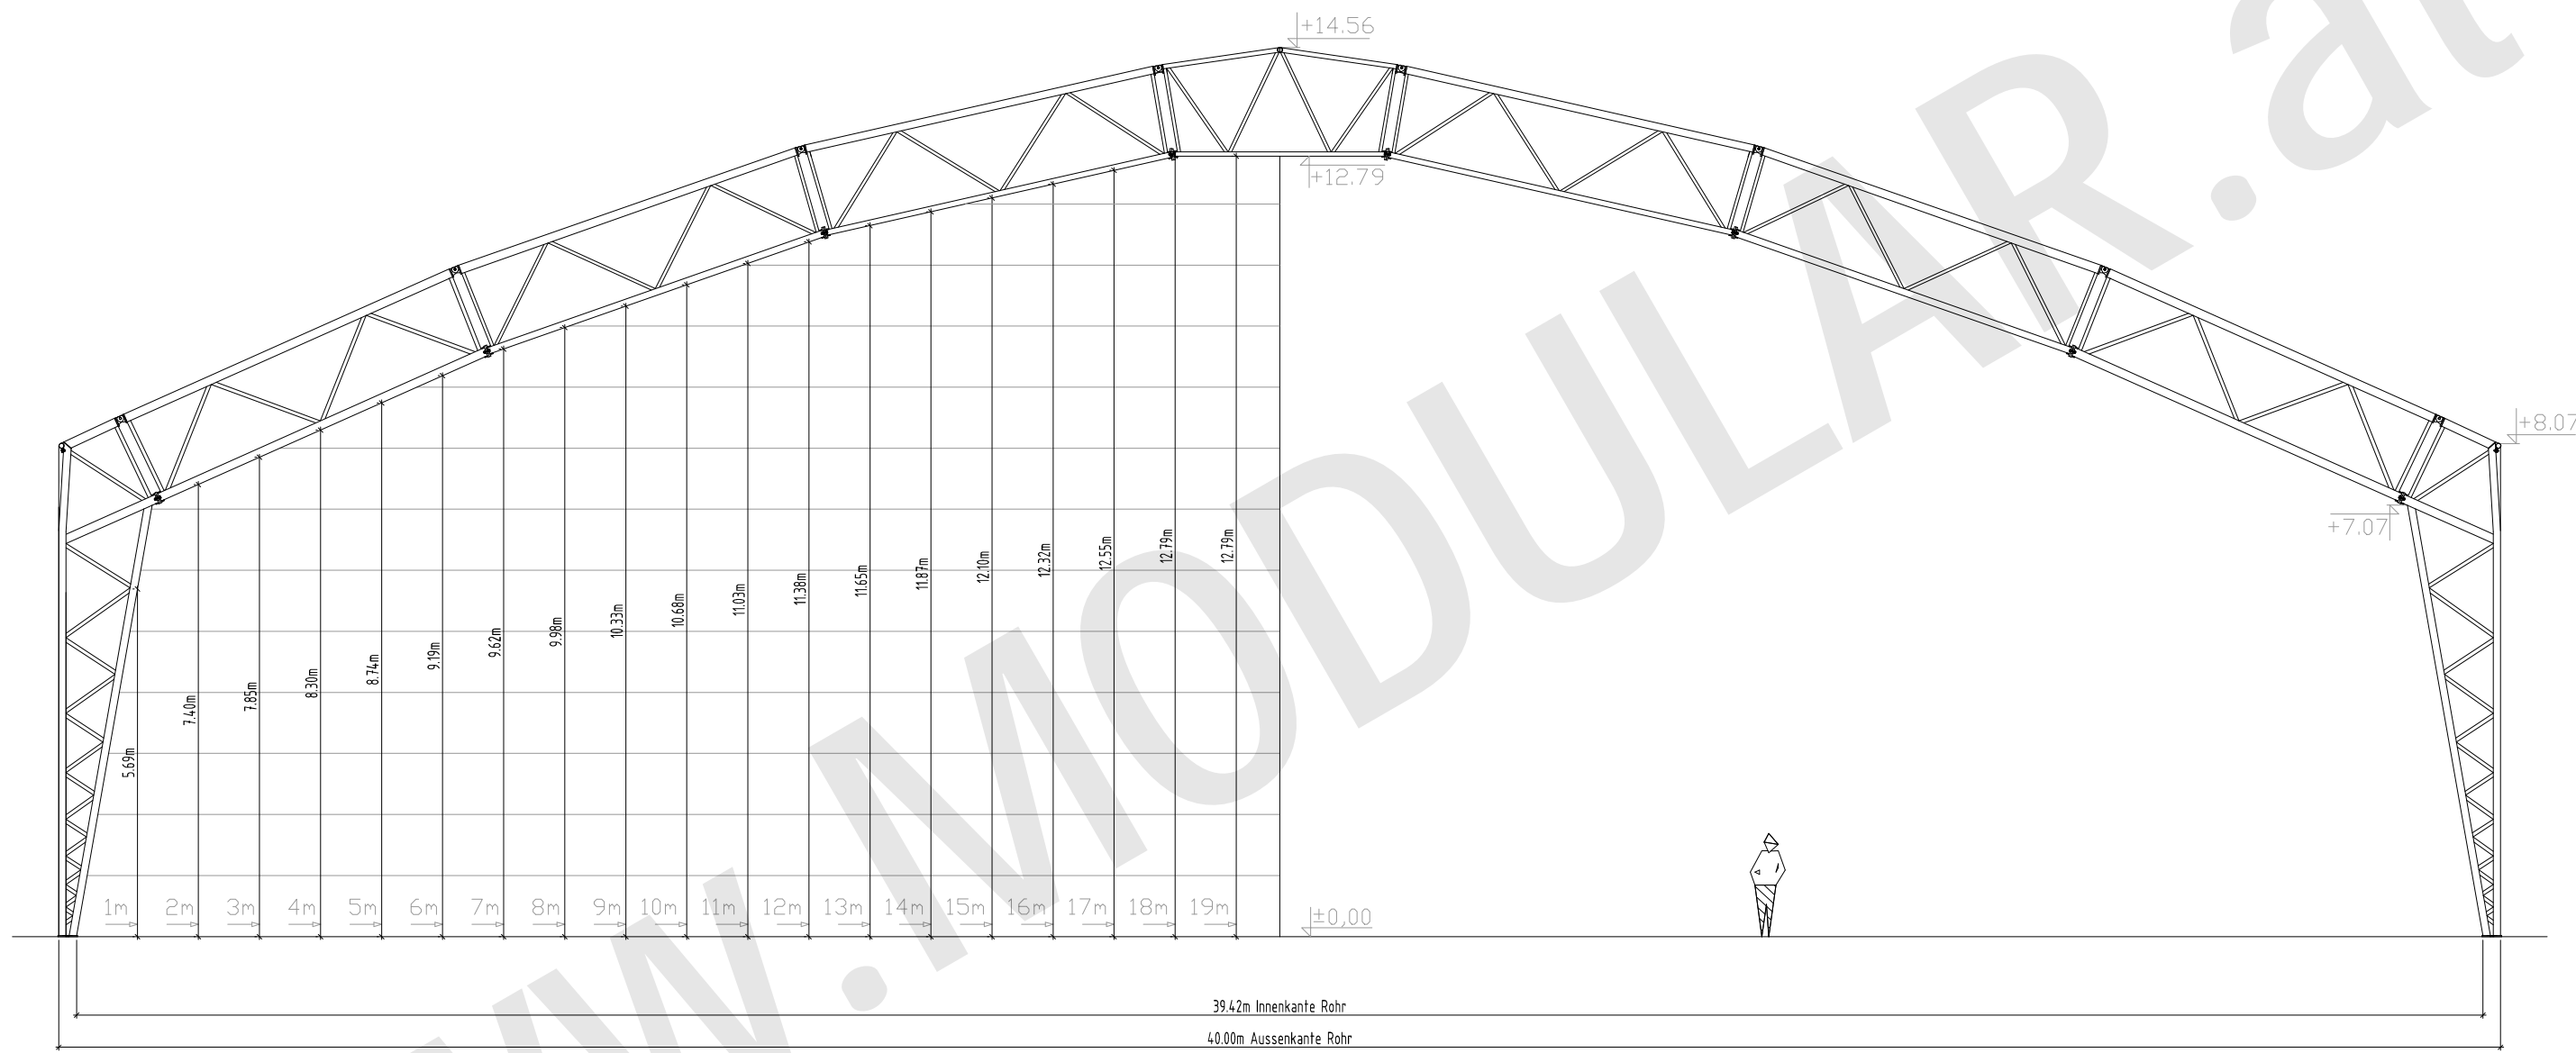 +14.56
+12.79
+8.07
+7.07
5.69m
7.40m
7.85m
8.30m
8.74m
9.19m
9.62m
9.98m
10.33m
10.68m
11.03m
11.38m
11.65m
11.87m
12.10m
12.32m
12.55m
12.79m
12.79m
1m 2m 3m 4m 5m 6m 7m 8m 9m 10m 11m 12m 13m 14m 15m 16m 17m 18m 19m
±0,00
39.42m Innenkante Rohr
40.00m Aussenkante Rohr
w.MODULAR.at